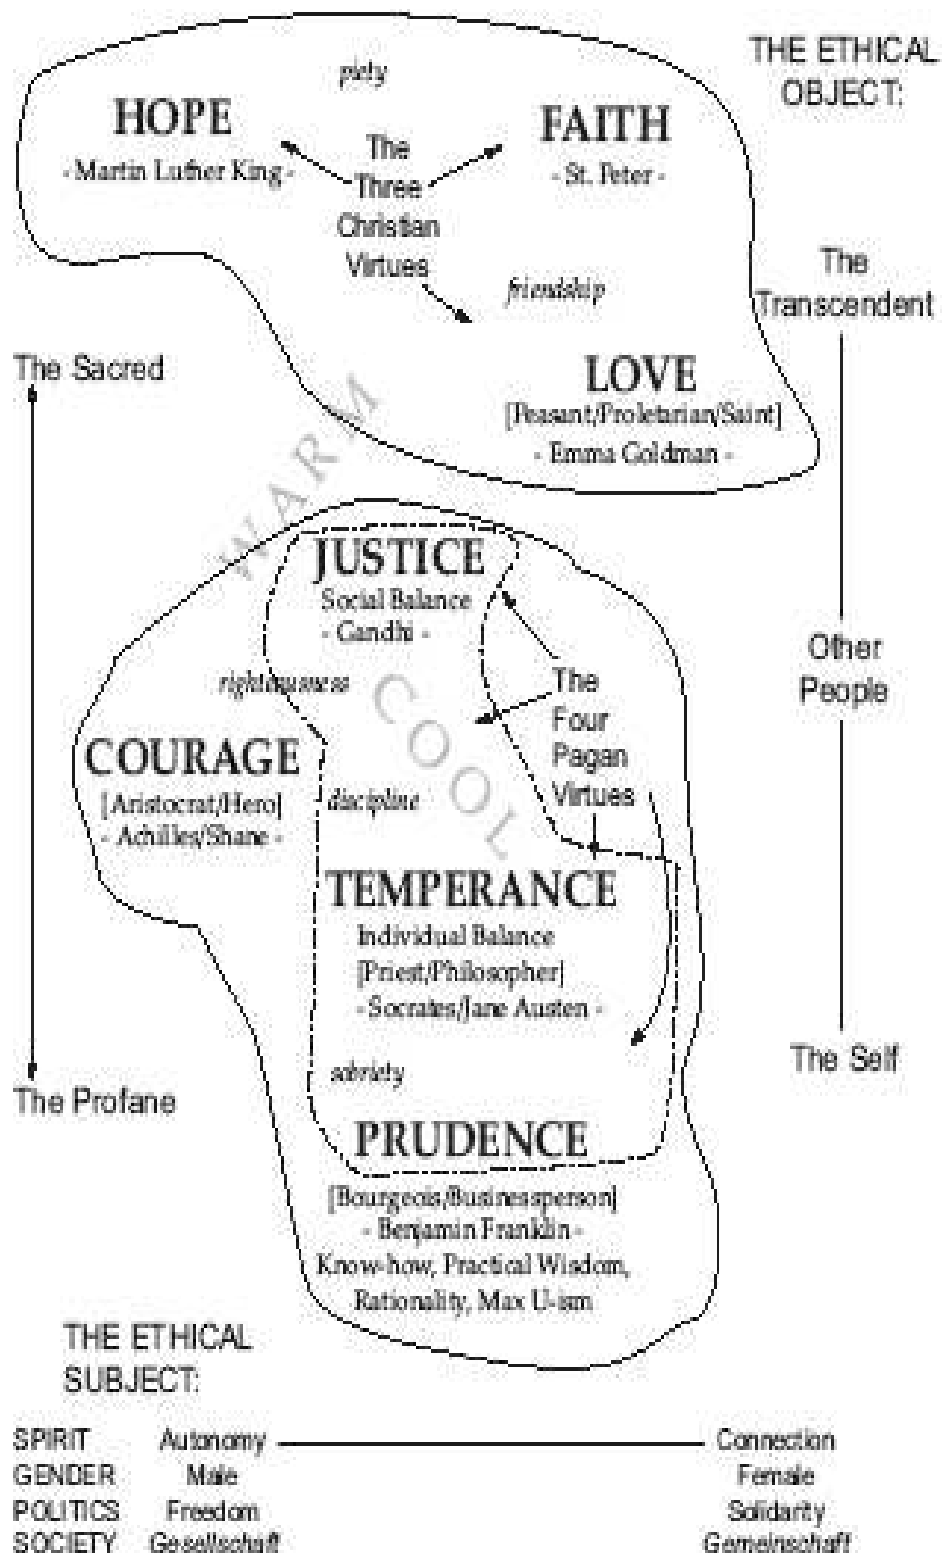 THE ETHICAL
OBJECT:
piety
HOPE
- Martin Luther King -
FAITH
- St. Peter -
The
Three
Christian
Virtues
friendship
The
Transcendent
The Sacred
LOVE
[Peasant/Proletarian/Saint]
- Emma Goldman -
WARM
JUSTICE
Social Balance
- Gandhi -
righteousness
COOL
The
Four
Pagan
Virtues
Other
People
COURAGE
[Aristocrat/Hero]
- Achilles/Shane -
discipline
TEMPERANCE
Individual Balance
[Priest/Philosopher]
- Socrates/Jane Austen -
The Self
sobriety
The Profane
PRUDENCE
[Bourgeois/Businessperson]
- Benjamin Franklin -
Know-how, Practical Wisdom,
Rationality, Max U-ism
THE ETHICAL
SUBJECT:
SPIRIT Autonomy Connection
GENDER Male Female
POLITICS Freedom Solidarity
SOCIETY Gesellschaft Gemeinschaft